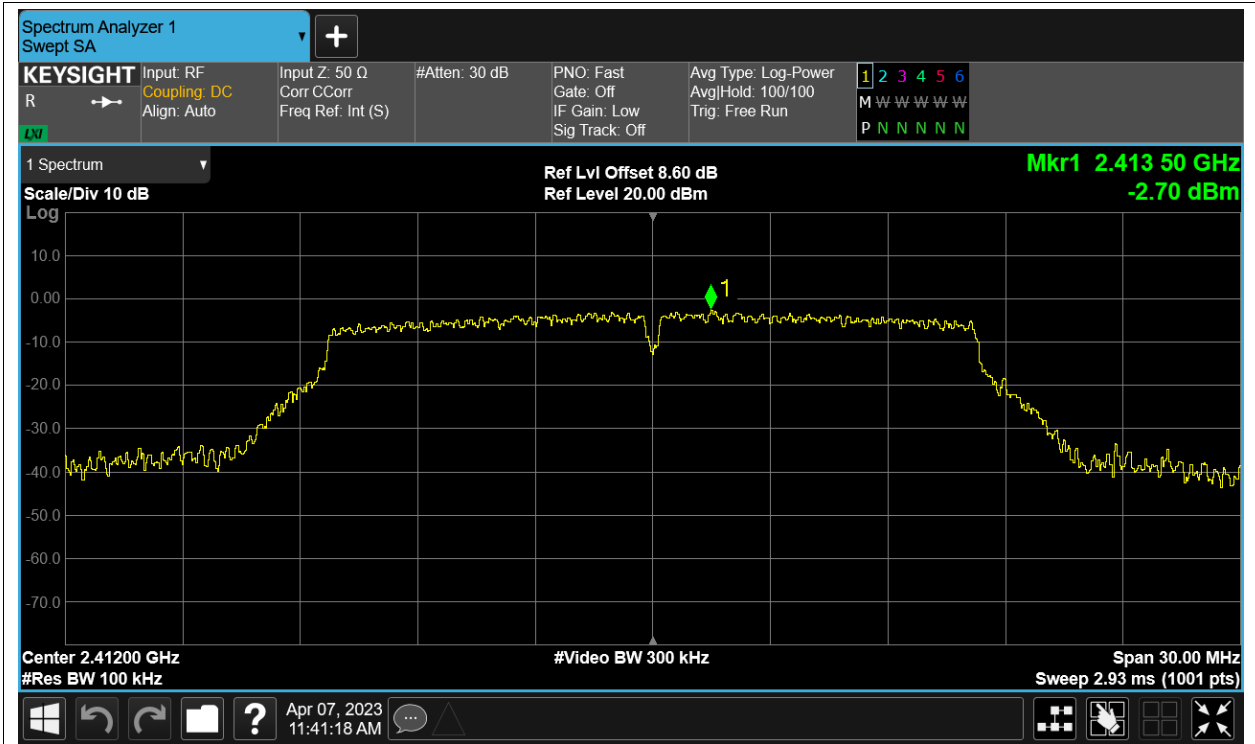 Spectrum Analyzer 1
Swept SA
KEYSIGHT
R
LXI
Input: RF
Coupling: DC
Align: Auto
Input Z: 50 Ω
Corr CCorr
Freq Ref: Int (S)
#Atten: 30 dB
PNO: Fast
Gate: Off
IF Gain: Low
Sig Track: Off
Avg Type: Log-Power
Avg|Hold: 100/100
Trig: Free Run
1 2 3 4 5 6
M W W W W W
P N N N N N
1 Spectrum
Scale/Div 10 dB
Ref Lvl Offset 8.60 dB
Ref Level 20.00 dBm
Mkr1 2.413 50 GHz
-2.70 dBm
Log
10.0
0.00
-10.0
-20.0
-30.0
-40.0
-50.0
-60.0
-70.0
1
Center 2.41200 GHz
#Res BW 100 kHz
#Video BW 300 kHz
Span 30.00 MHz
Sweep 2.93 ms (1001 pts)
?
Apr 07, 2023
11:41:18 AM